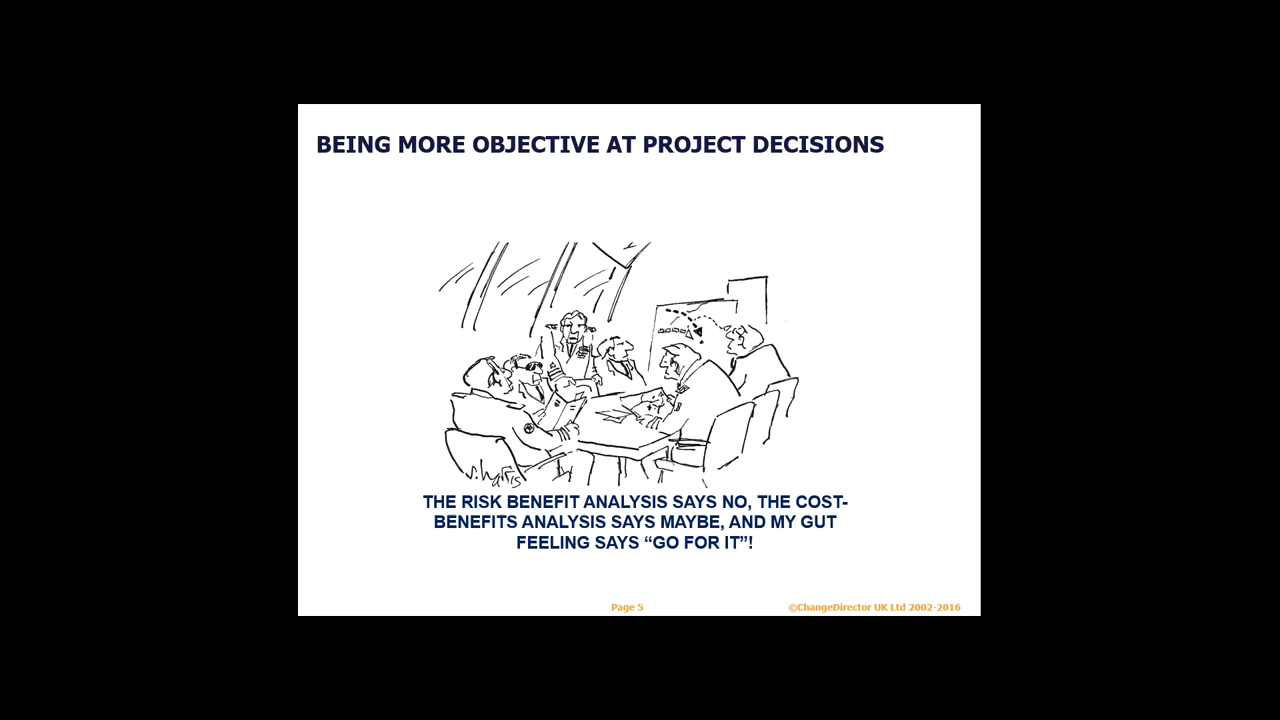 BEING MORE OBJECTIVE AT PROJECT DECISIONS
S. Harris
THE RISK BENEFIT ANALYSIS SAYS NO, THE COST-
BENEFITS ANALYSIS SAYS MAYBE, AND MY GUT
FEELING SAYS “GO FOR IT”!
Page 5
©ChangeDirector UK Ltd 2002-2016